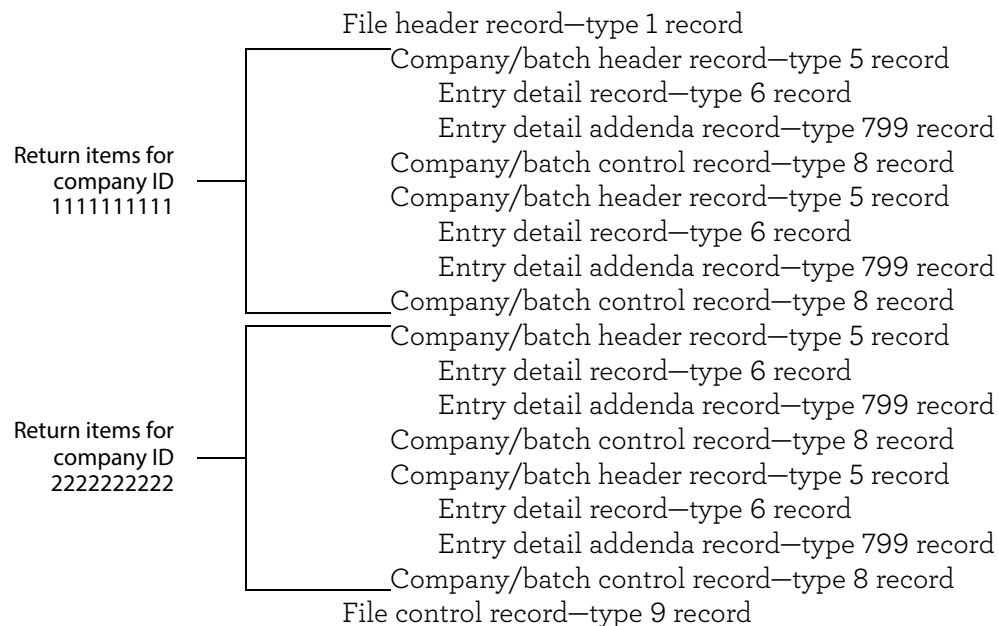 File header record—type 1 record
Company/batch header record—type 5 record
Entry detail record—type 6 record
Entry detail addenda record—type 799 record
Return items for
company ID
1111111111
Company/batch control record—type 8 record
Company/batch header record—type 5 record
Entry detail record—type 6 record
Entry detail addenda record—type 799 record
Company/batch control record—type 8 record
Company/batch header record—type 5 record
Entry detail record—type 6 record
Entry detail addenda record—type 799 record
Return items for
company ID
2222222222
Company/batch control record—type 8 record
Company/batch header record—type 5 record
Entry detail record—type 6 record
Entry detail addenda record—type 799 record
Company/batch control record—type 8 record
File control record—type 9 record